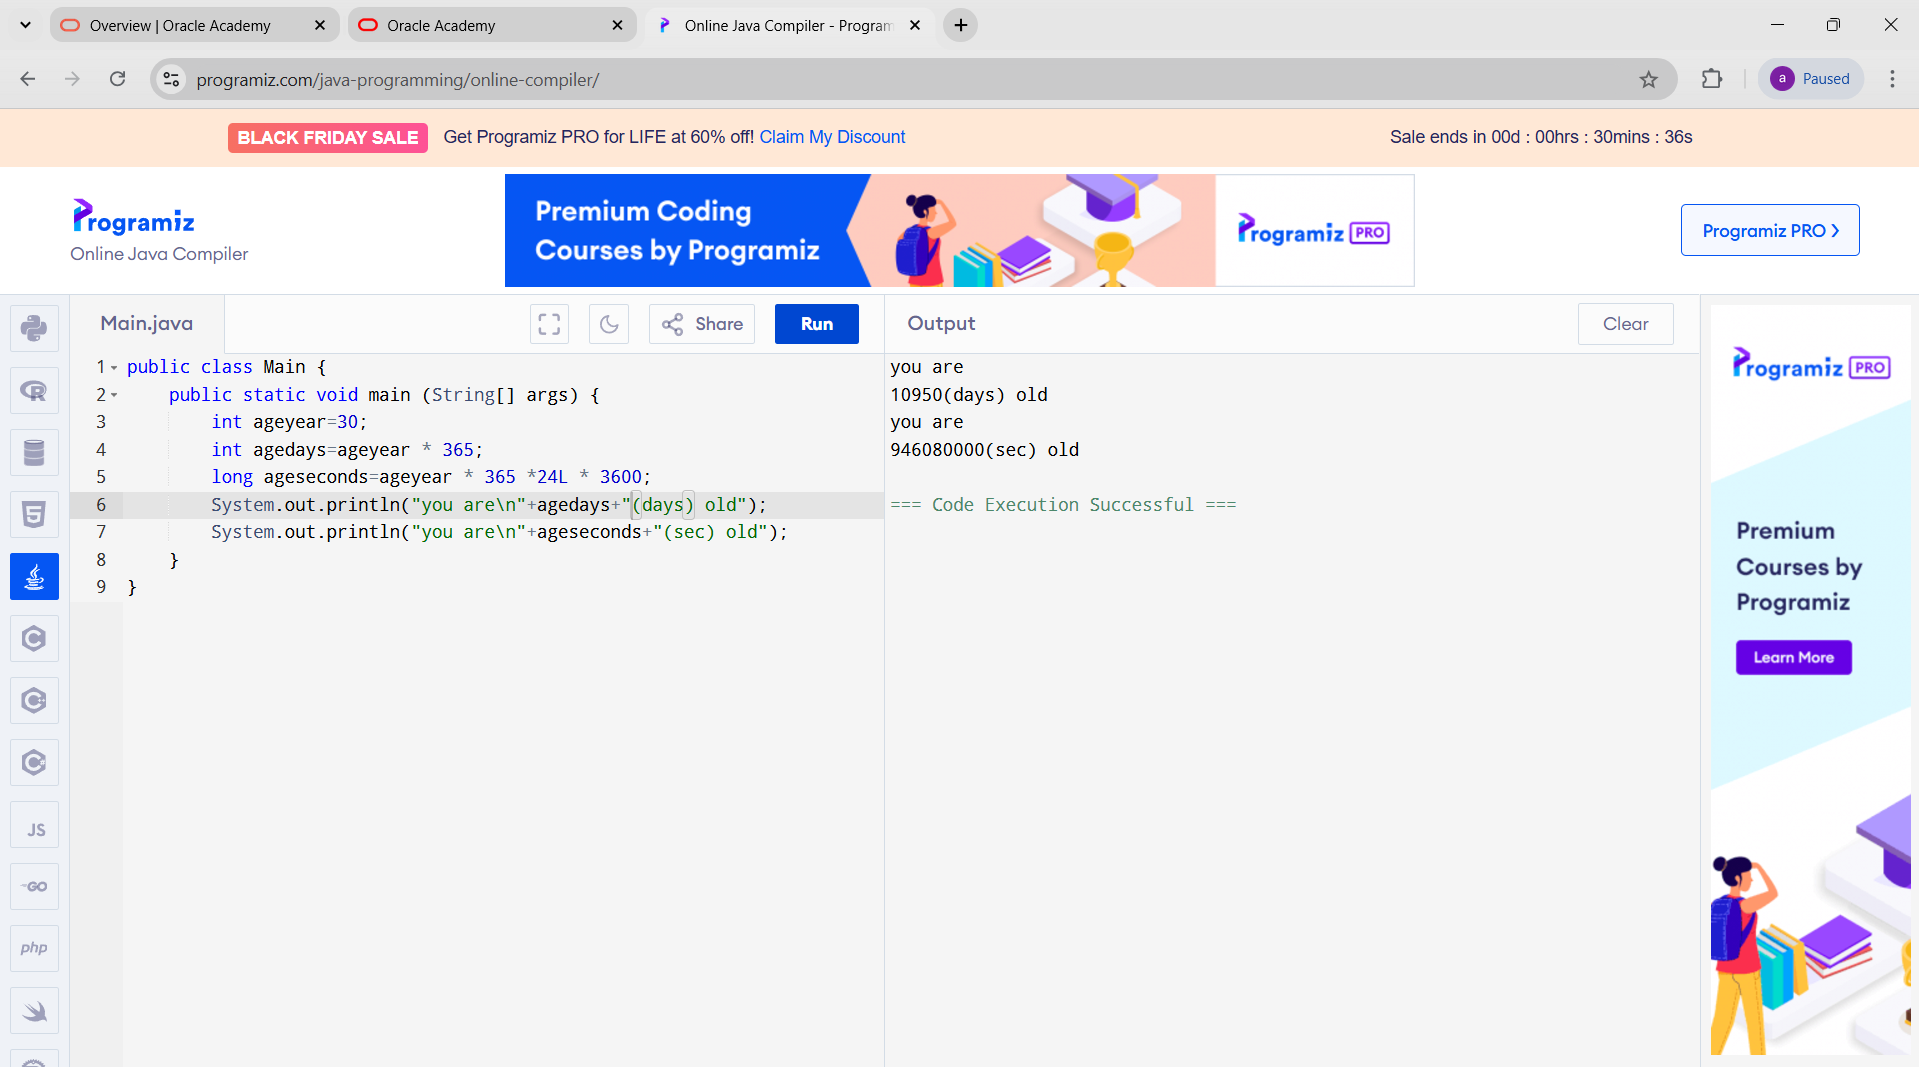 Overview | Oracle Academy
Oracle Academy
Online Java Compiler - Program
programiz.com/java-programming/online-compiler/
a Paused
BLACK FRIDAY SALE Get Programiz PRO for LIFE at 60% off! Claim My Discount
Sale ends in 00d : 00hrs : 30mins : 36s
Programiz
Online Java Compiler
Premium Coding
Courses by Programiz
Programiz PRO
Programiz PRO
Main.java
Share
Run
Output
Clear
1 public class Main {
2 public static void main (String[] args) {
3 int ageyear=30;
4 int agedays=ageyear * 365;
5 long ageseconds=ageyear * 365 *24L * 3600;
6 System.out.println("you are\n"+agedays+"(days) old");
7 System.out.println("you are\n"+ageseconds+"(sec) old");
8 }
9 }
you are
10950(days) old
you are
946080000(sec) old
=== Code Execution Successful ===
R
5
C
C
C
JS
GO
php
Programiz PRO
Premium
Courses by
Programiz
Learn More